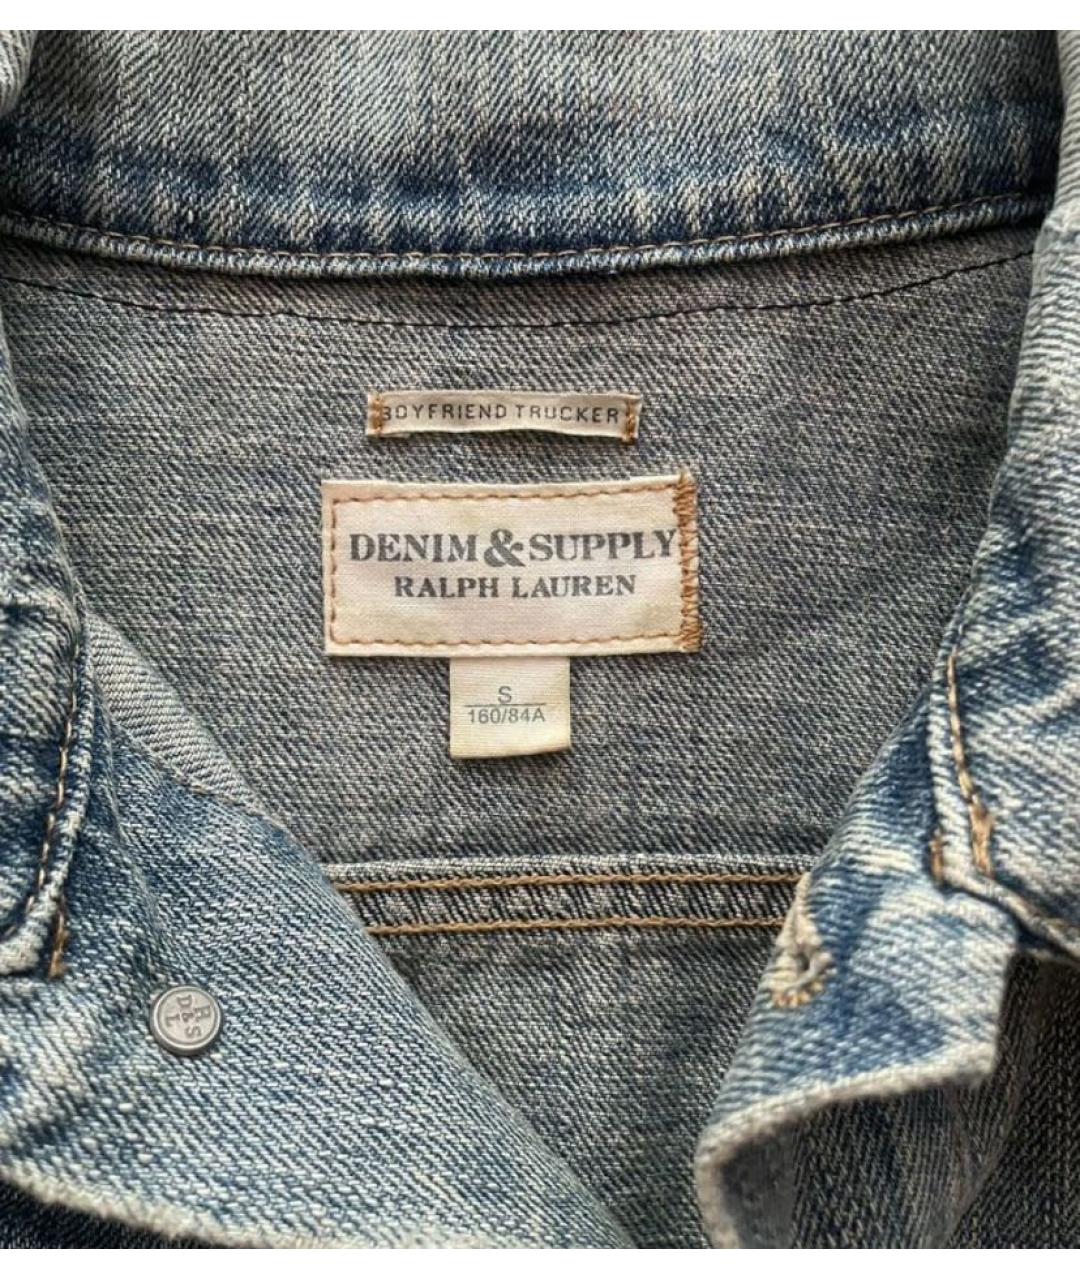 BOYFRIEND TRUCKER
DENIM & SUPPLY
RALPH LAUREN
S
160/84A
R
D&S
L